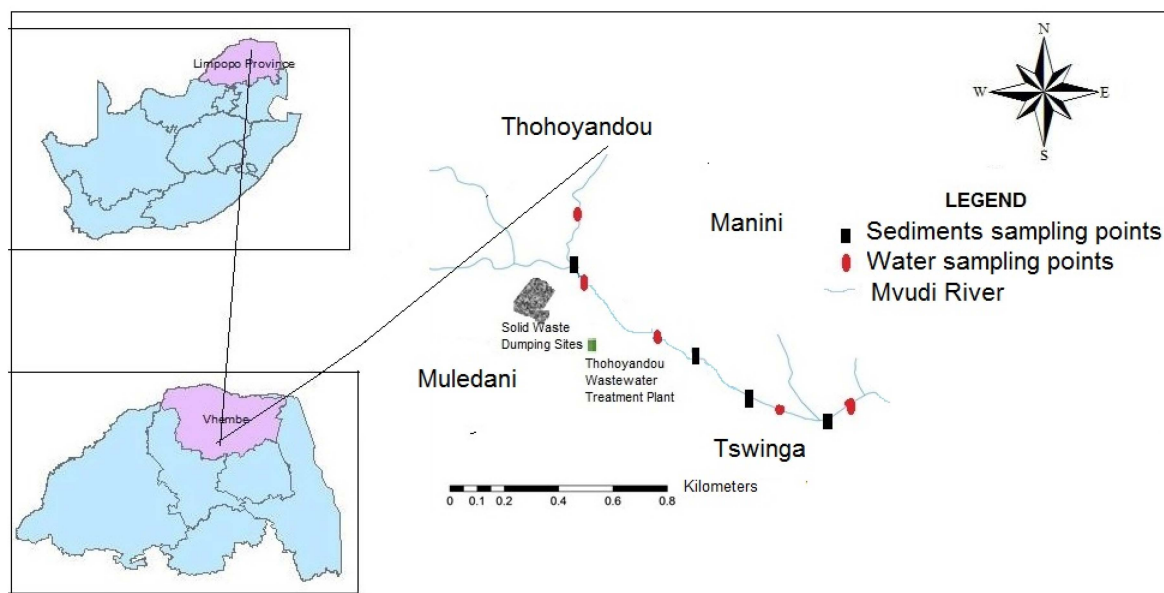 Limpopo Province
Vhembe
Thohoyandou
Manini
Solid Waste
Dumping Sites
Thohoyandou
Wastewater
Treatment Plant
Muledani
Tswinga
Kilometers
0 0.1 0.2 0.4 0.6 0.8
N
W
E
S
LEGEND
Sediments sampling points
Water sampling points
Mvudi River